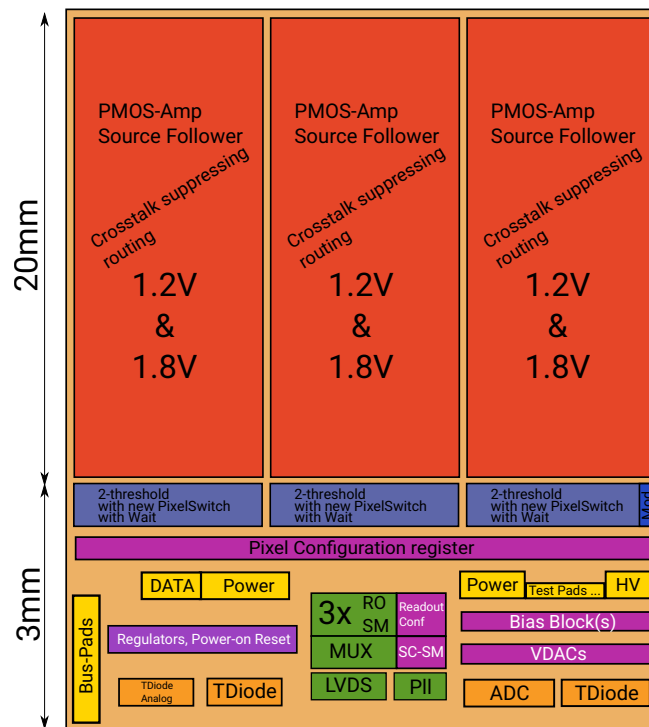 20mm
3mm
PMOS-Amp
Source Follower
Crosstalk suppressing
routing
1.2V
&
1.8V
PMOS-Amp
Source Follower
Crosstalk suppressing
routing
1.2V
&
1.8V
PMOS-Amp
Source Follower
Crosstalk suppressing
routing
1.2V
&
1.8V
2-threshold
with new PixelSwitch
with Wait
2-threshold
with new PixelSwitch
with Wait
2-threshold
with new PixelSwitch
with Wait
Mod
Pixel Configuration register
DATA Power
Power Test Pads ... HV
Bus-Pads
Regulators, Power-on Reset
3x RO
SM
Readout
Conf
MUX SC-SM
LVDS Pll
Bias Block(s)
VDACs
TDiode
Analog
TDiode
ADC TDiode